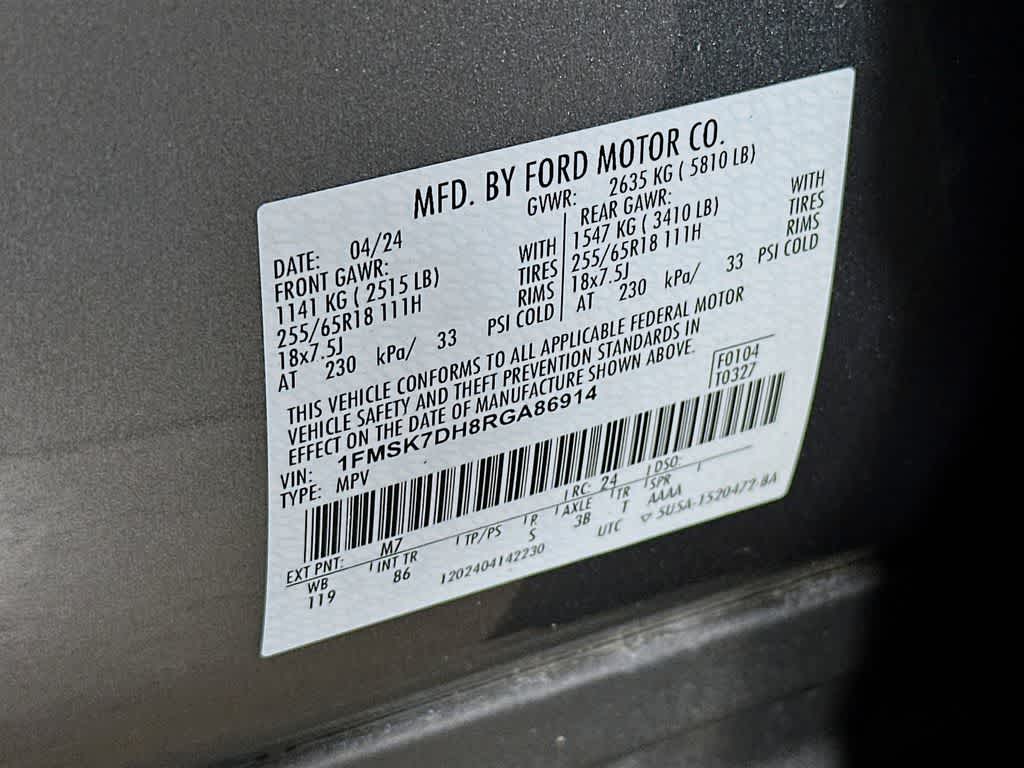 MFD. BY FORD MOTOR CO.
DATE: 04/24
GVWR: 2635 KG ( 5810 LB)
FRONT GAWR:
1141 KG ( 2515 LB) WITH
255/65R18 111H TIRES
18x7.5J RIMS
AT 230 kPa/ 33 PSI COLD
REAR GAWR:
1547 KG ( 3410 LB) WITH
255/65R18 111H TIRES
18x7.5J RIMS
AT 230 kPa/ 33 PSI COLD
THIS VEHICLE CONFORMS TO ALL APPLICABLE FEDERAL MOTOR
VEHICLE SAFETY AND THEFT PREVENTION STANDARDS IN
EFFECT ON THE DATE OF MANUFACTURE SHOWN ABOVE.
VIN: 1FMSK7DH8RGA86914
TYPE: MPV
F0104
T0327
EXT PNT: M7 RC: 24 DSO:
WB INT TR TP/PS R AXLE TR SPR
119 86 S 3B T AAAA
1202404142230 UTC ▽ 5U5A-1520472-BA